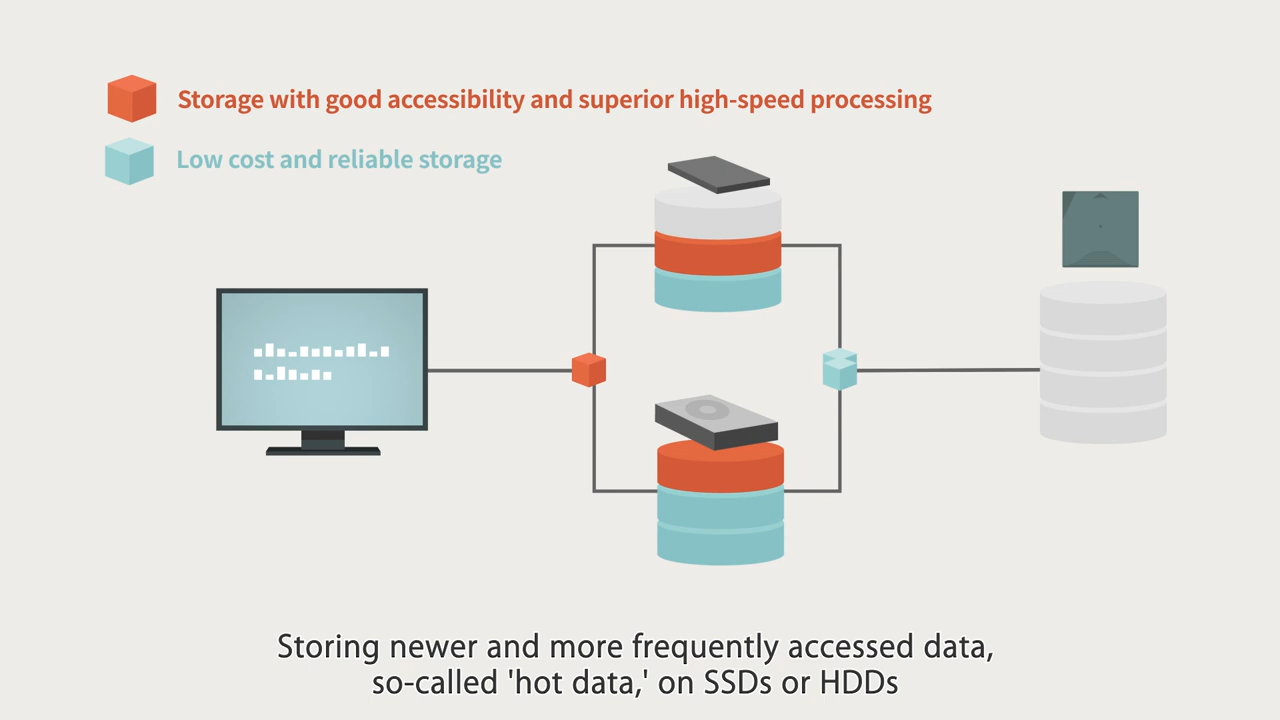 Storage with good accessibility and superior high-speed processing
Low cost and reliable storage
Storing newer and more frequently accessed data,
so-called 'hot data,' on SSDs or HDDs